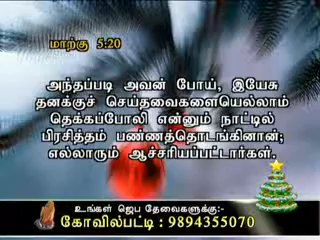 மாற்கு 5:20
அந்தப்படி அவன் போய், இயேசு
தனக்குச் செய்தவைகளையெல்லாம்
தெக்கப்போலி என்னும் நாட்டில்
பிரசித்தம் பண்ணத்தொடங்கினான்;
எல்லாரும் ஆச்சரியப்பட்டார்கள்.
உங்கள் ஜெப தேவைகளுக்கு:-
கோவில்பட்டி : 9894355070